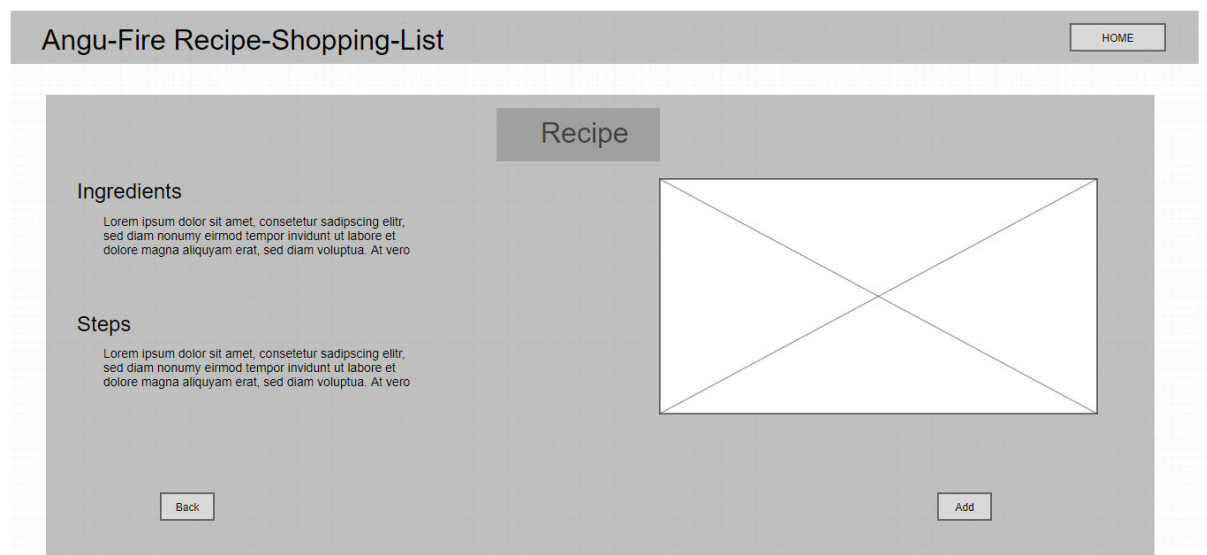 Angu-Fire Recipe-Shopping-List
HOME
Recipe
Ingredients
Lorem ipsum dolor sit amet, consetetur sadipscing elitr,
sed diam nonumy eirmod tempor invidunt ut labore et
dolore magna aliquyam erat, sed diam voluptua. At vero
Steps
Lorem ipsum dolor sit amet, consetetur sadipscing elitr,
sed diam nonumy eirmod tempor invidunt ut labore et
dolore magna aliquyam erat, sed diam voluptua. At vero
Back
Add